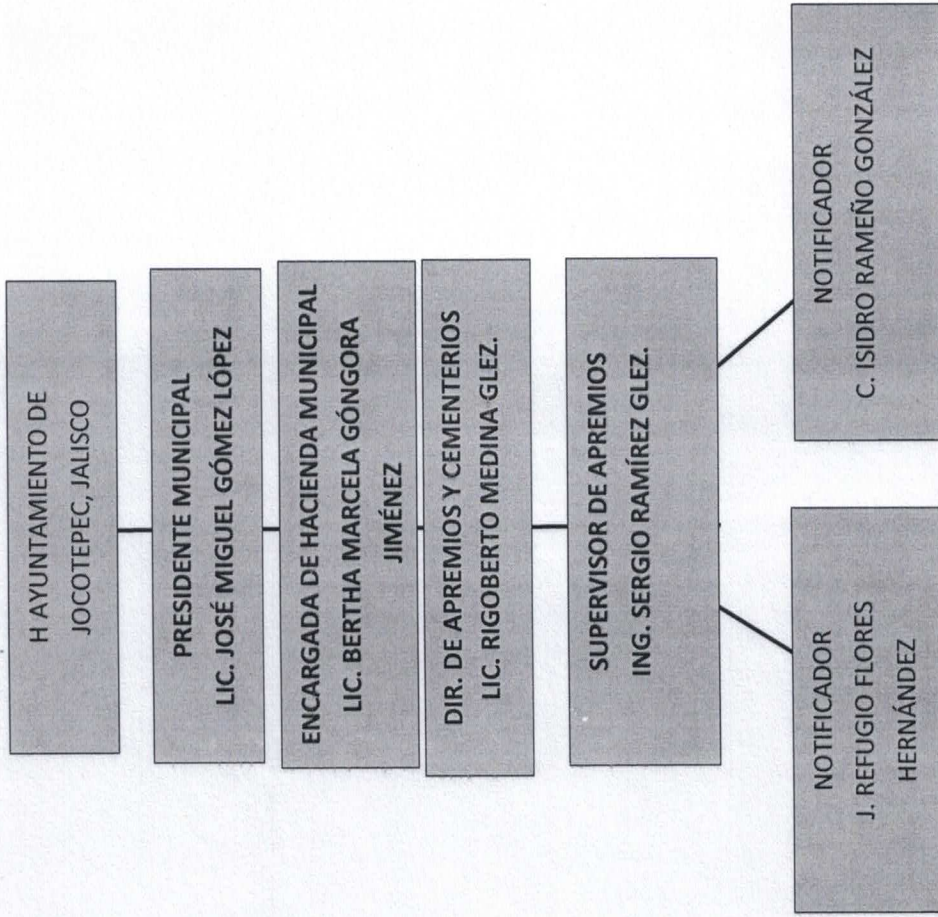 H AYUNTAMIENTO DE
JOCOTEPEC, JALISCO
PRESIDENTE MUNICIPAL
LIC. JOSÉ MIGUEL GÓMEZ LÓPEZ
ENCARGADA DE HACIENDA MUNICIPAL
LIC. BERTHA MARCELA GÓNGORA
JIMÉNEZ
DIR. DE APREMIOS Y CEMENTERIOS
LIC. RIGOBERTO MEDINA GLEZ.
SUPERVISOR DE APREMIOS
ING. SERGIO RAMÍREZ GLEZ.
NOTIFICADOR
J. REFUGIO FLORES
HERNÁNDEZ
NOTIFICADOR
C. ISIDRO RAMEÑO GONZÁLEZ